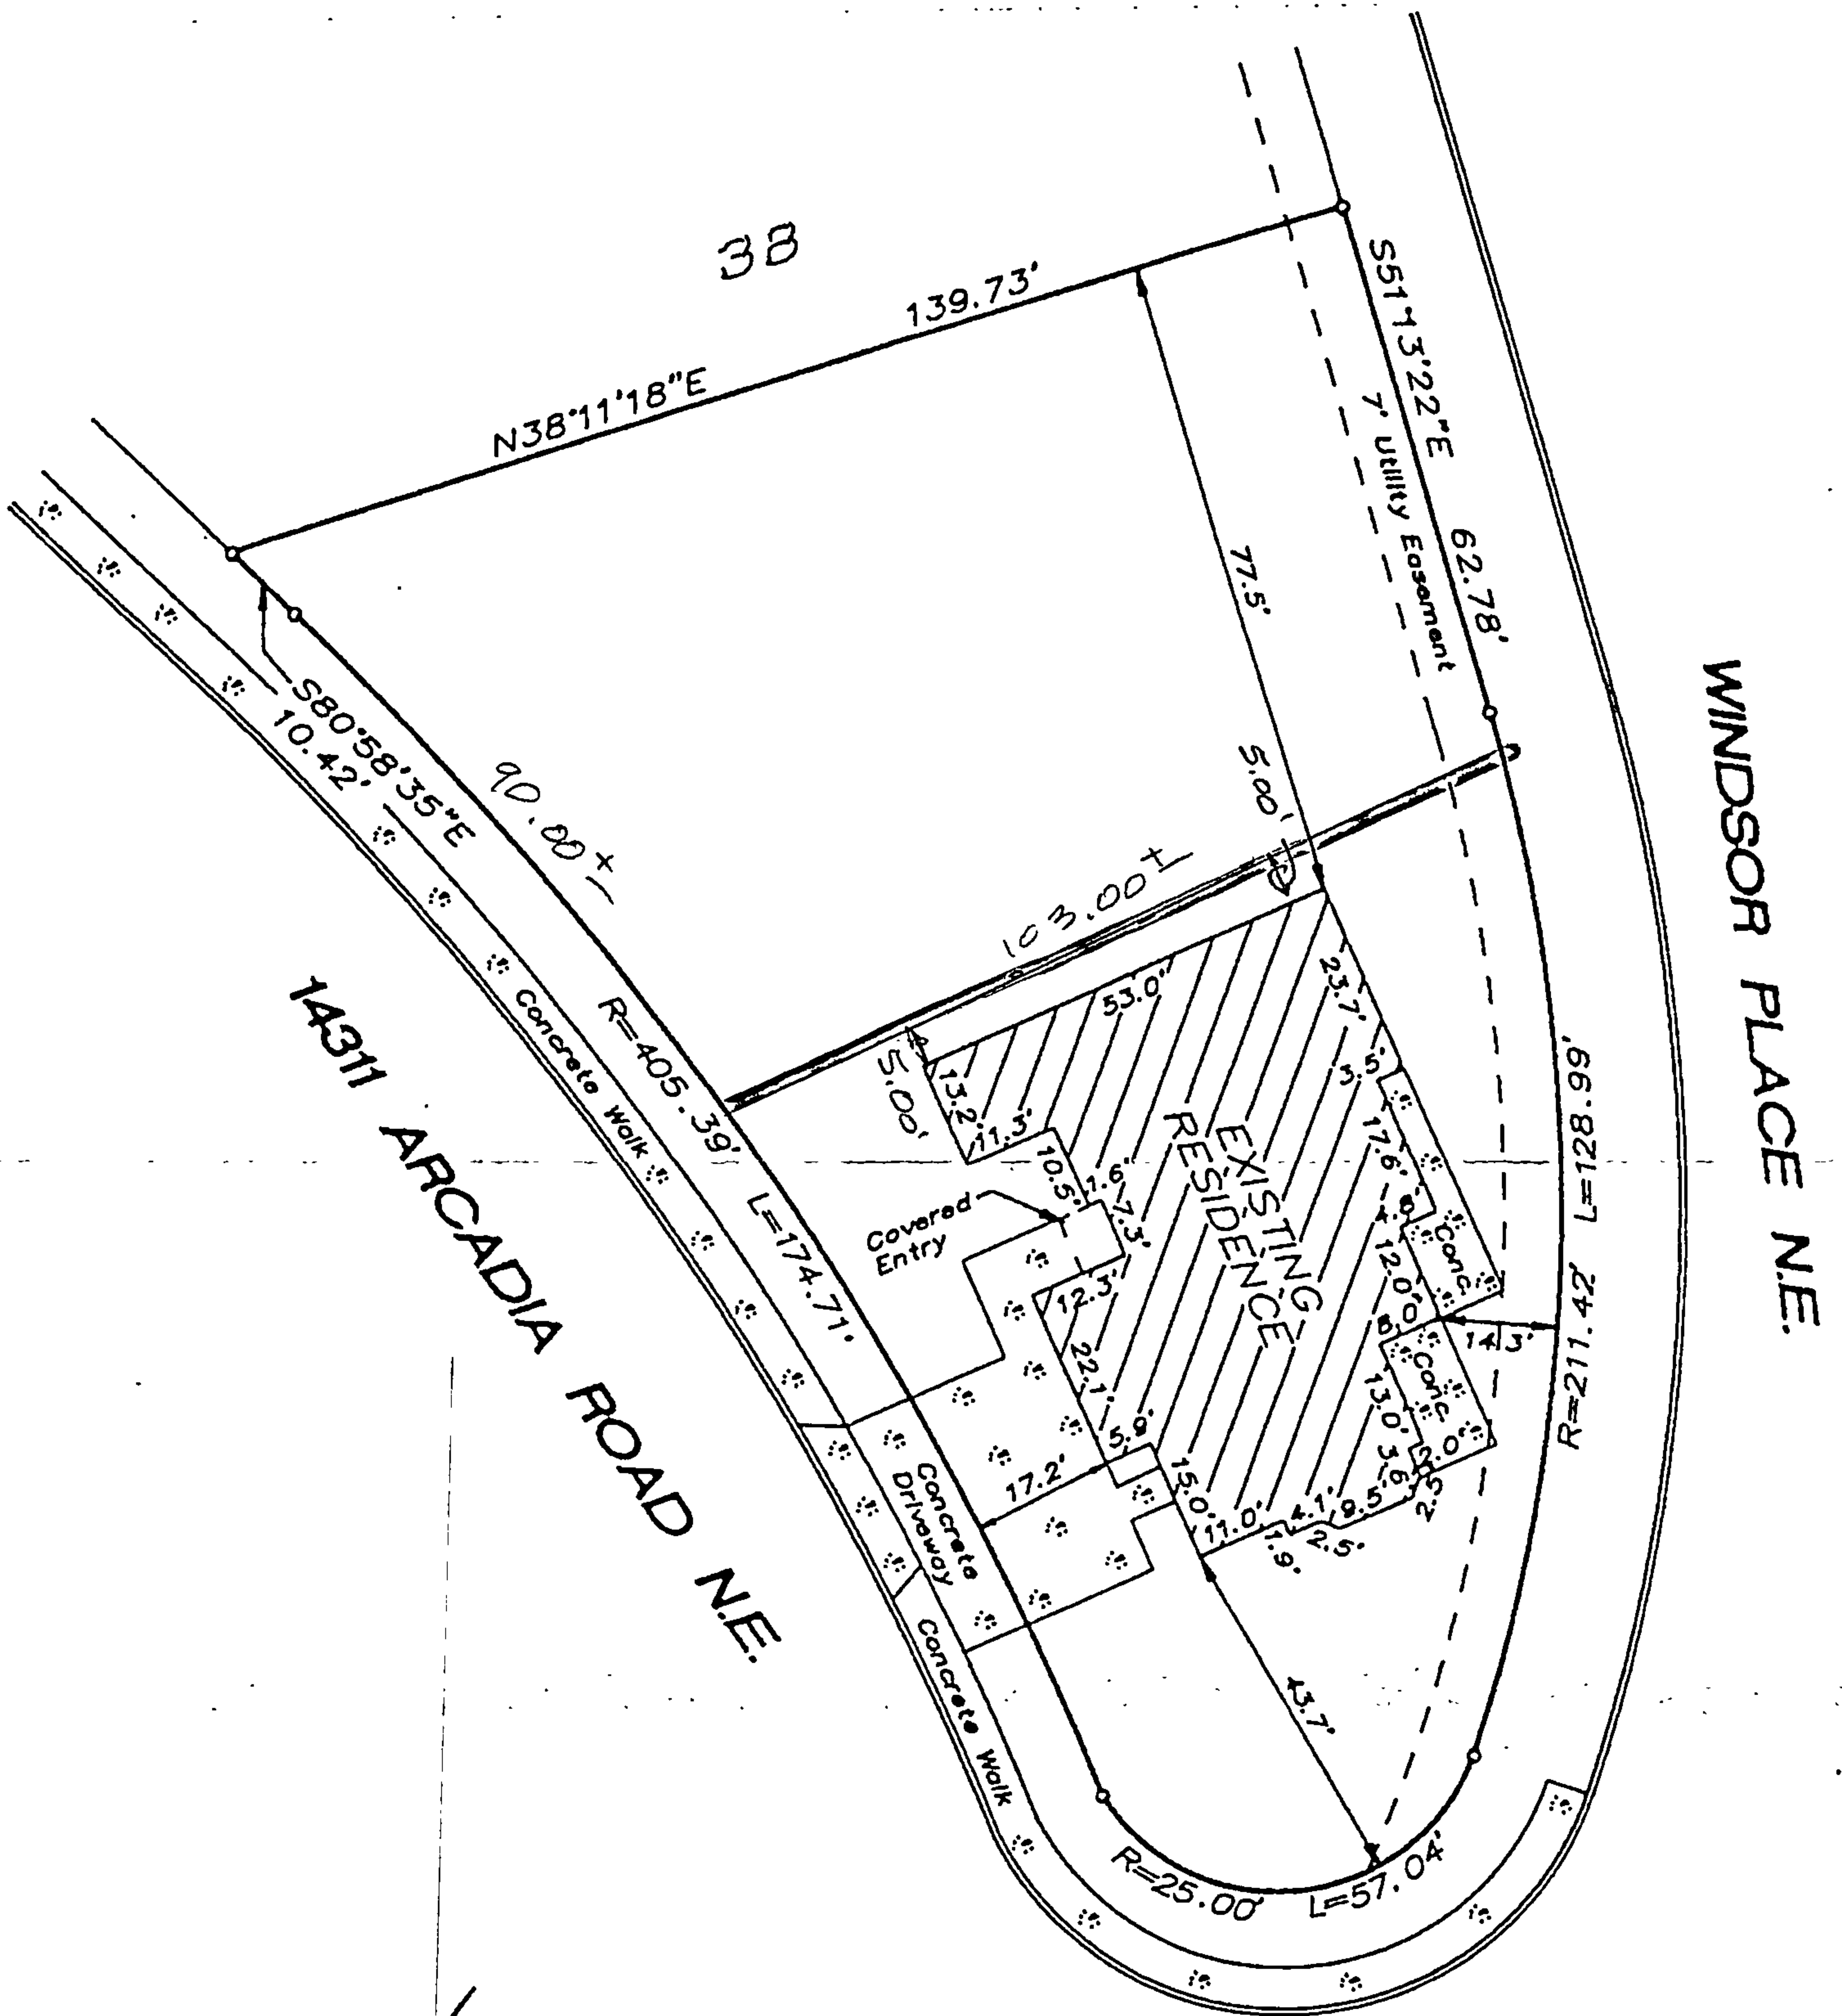 38
139.73'
N38°11'18"E
S51°13'22"E
62.78'
7' Utility Easement
77.5'
5.00'
WINDSOR PLACE N.E.
S80°58'35"E
10.42'
90.00 ±
103.00 ±
5.00'
53.0'
23.7'
3.5'
17.6'
13.2'
11.3'
10.5'
1.6'
7.3'
EXISTING
RESIDENCE
Covered
Entry
12.3'
22.1'
12.0'
8.0'
Conc.
Conc.
14.3'
13.0'
3.6'
2.0'
2.5'
9.5'
4.1'
2.5'
1.9'
11.0'
15.0'
5.9'
17.2'
43.7'
R=211.42' L=128.99'
R=405.39' L=174.71'
Concrete Walk
Concrete
Driveway
Concrete Walk
R=25.00' L=57.04'
14311 ARCADIA ROAD N.E.